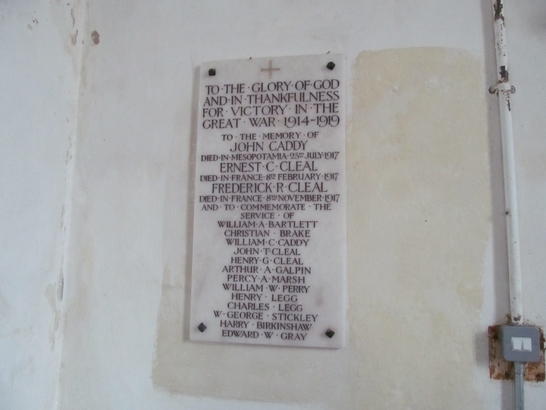 TO·THE·GLORY·OF·GOD
AND·IN·THANKFULNESS
FOR·VICTORY·IN·THE
GREAT·WAR·1914-1919
TO·THE·MEMORY·OF
JOHN CADDY
DIED·IN·MESOPOTAMIA·25TH JULY·1917
ERNEST·C·CLEAL
DIED·IN·FRANCE·8TH FEBRUARY·1917
FREDERICK·R·CLEAL
DIED·IN·FRANCE·8TH NOVEMBER·1917
AND·TO·COMMEMORATE·THE
SERVICE·OF
WILLIAM·A·BARTLETT
CHRISTIAN·BRAKE
WILLIAM·C·CADDY
JOHN·T·CLEAL
HENRY·G·CLEAL
ARTHUR·A·GALPIN
PERCY·A·MARSH
WILLIAM·W·PERRY
HENRY·LEGG
CHARLES·LEGG
W·GEORGE·STICKLEY
HARRY·BIRKINSHAW
EDWARD·W·GRAY